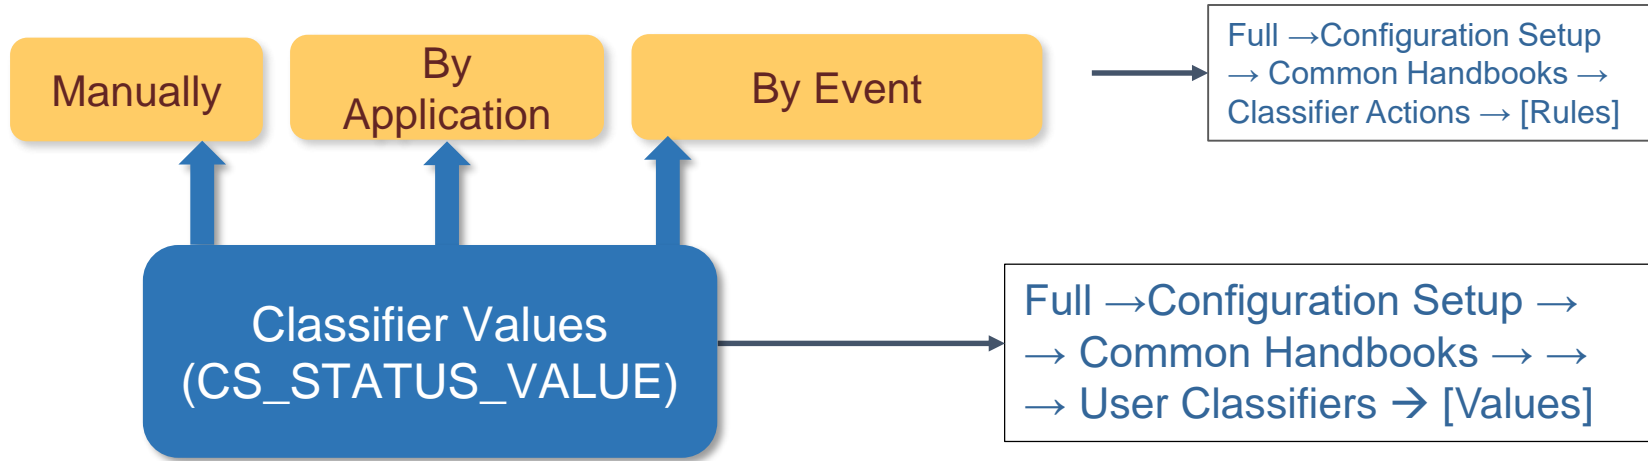 Manually
By
Application
By Event
Full →Configuration Setup
→ Common Handbooks →
Classifier Actions → [Rules]
Classifier Values
(CS_STATUS_VALUE)
Full →Configuration Setup →
→ Common Handbooks → →
→ User Classifiers → [Values]